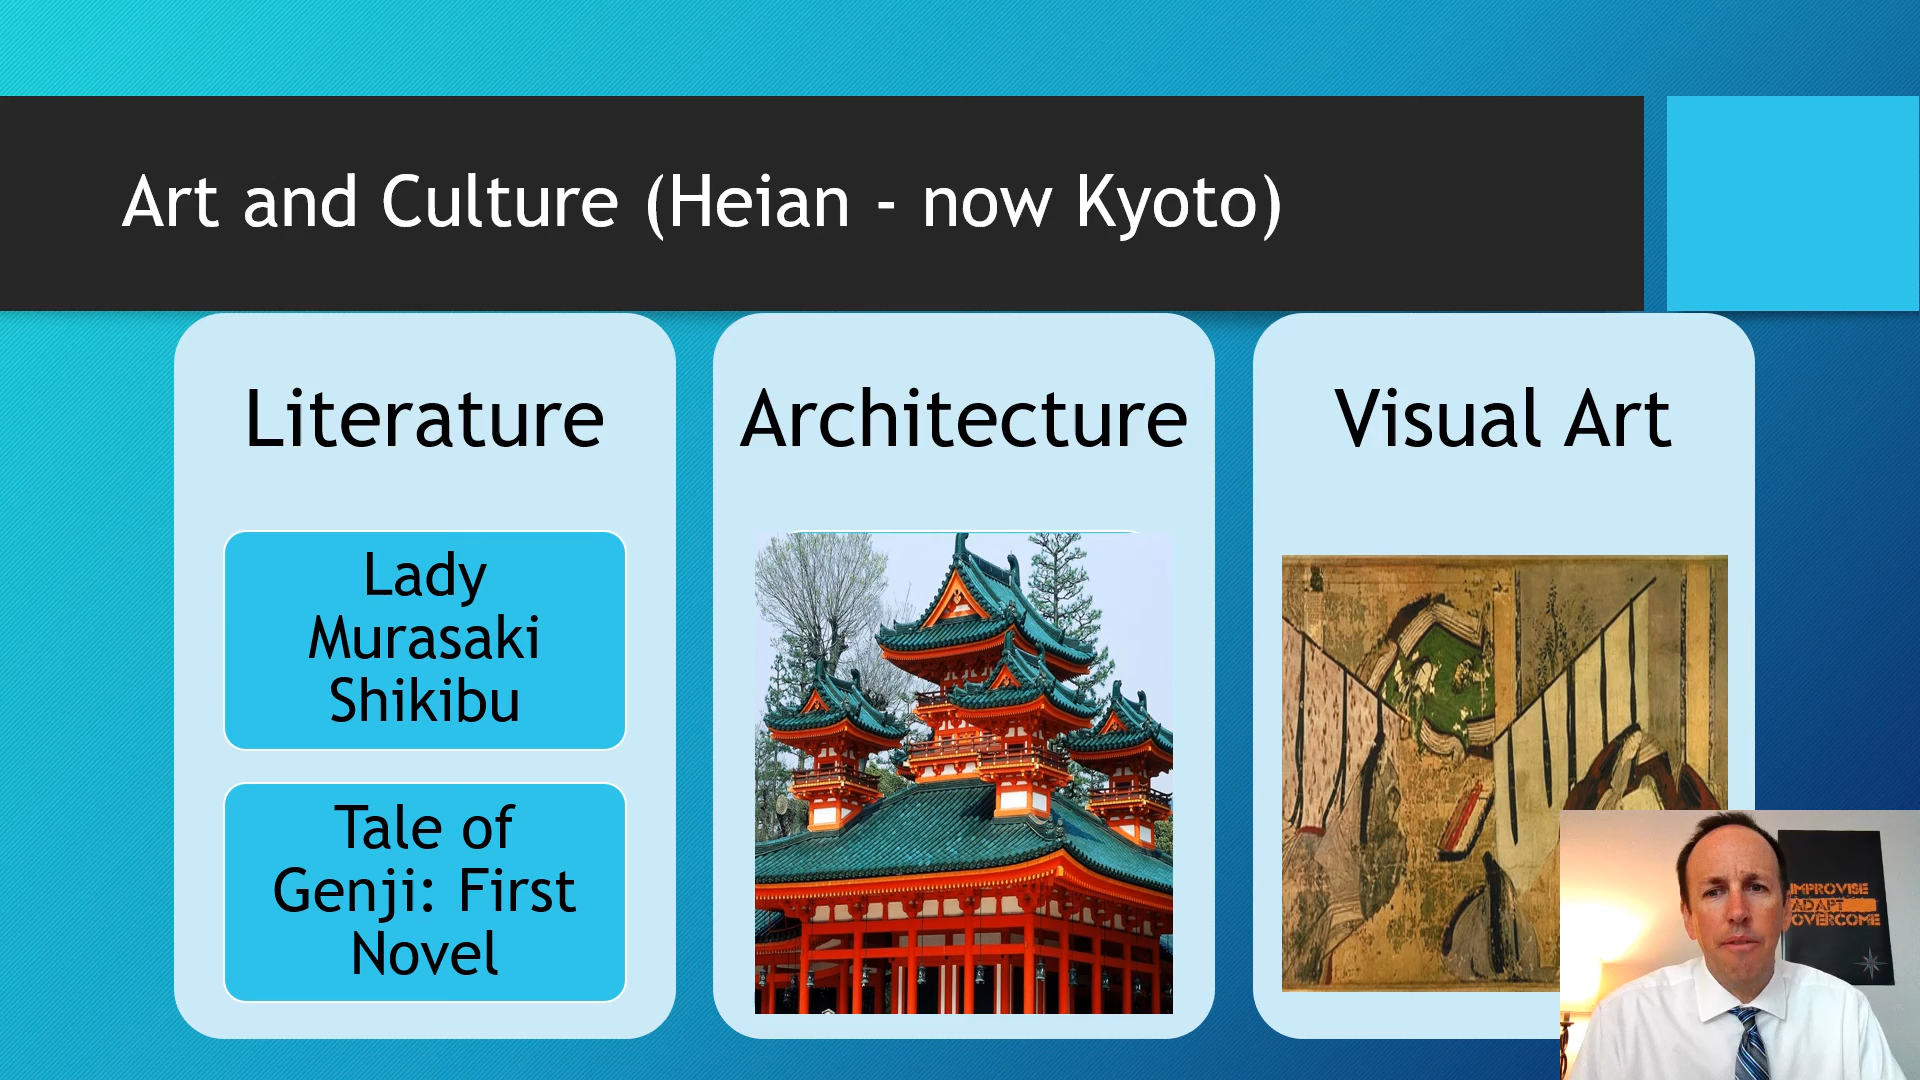 Art and Culture (Heian - now Kyoto)
Literature
Lady
Murasaki
Shikibu
Tale of
Genji: First
Novel
Architecture
Visual Art
IMPROVISE
ADAPT
OVERCOME